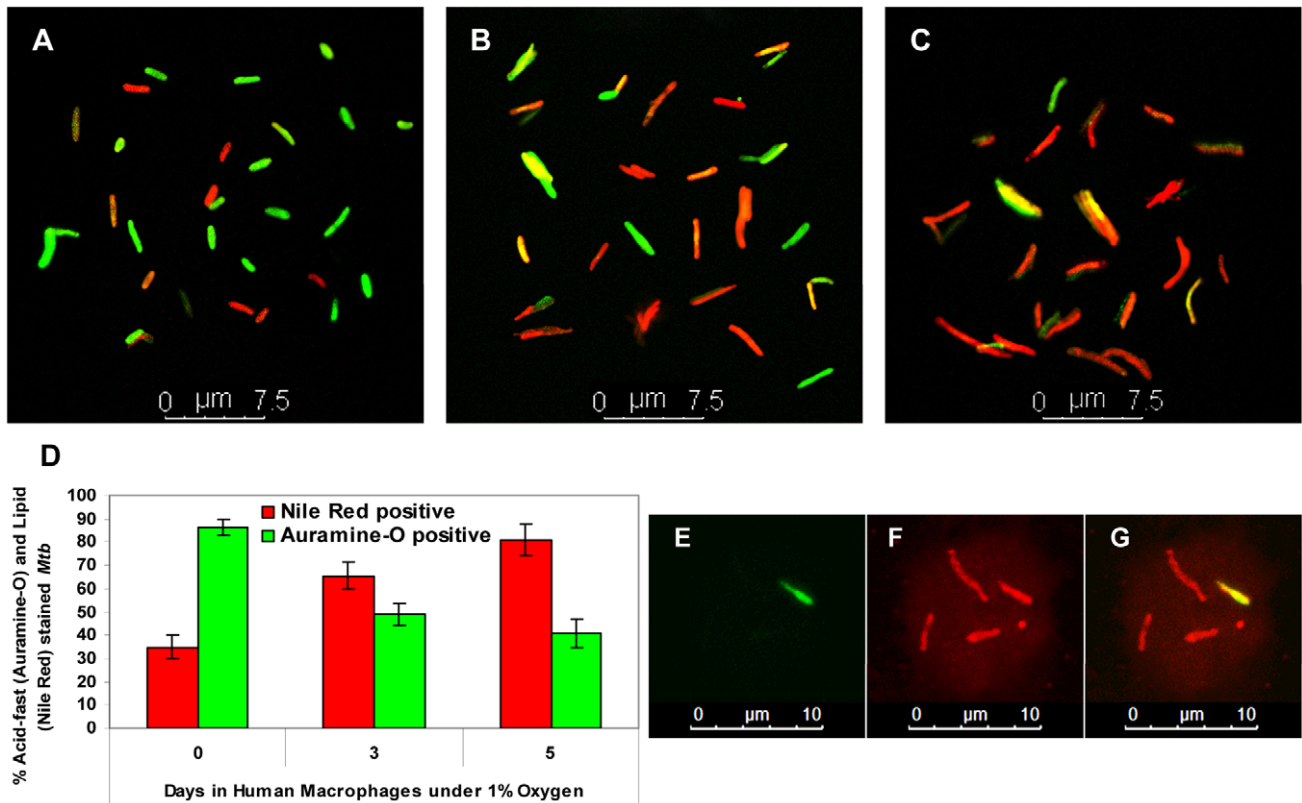 A
B
C
0 µm 7.5
0 µm 7.5
0 µm 7.5
D
% Acid-fast (Auramine-O) and Lipid
(Nile Red) stained Mtb
100
90
80
70
60
50
40
30
20
10
0
Nile Red positive
Auramine-O positive
0 3 5
Days in Human Macrophages under 1% Oxygen
E
F
G
0 µm 10
0 µm 10
0 µm 10